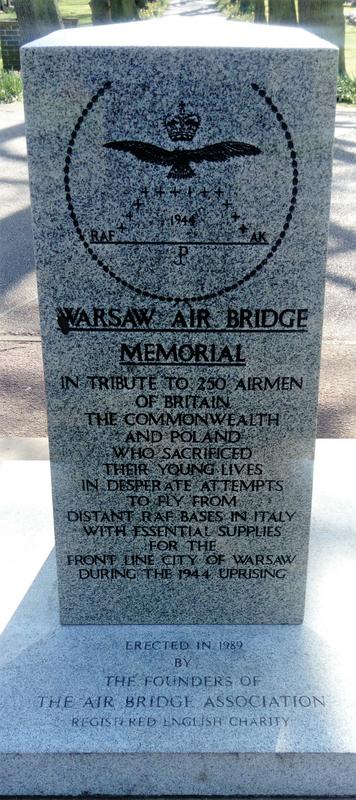 1944
RAF AK
P
WARSAW AIR BRIDGE
MEMORIAL
IN TRIBUTE TO 250 AIRMEN
OF BRITAIN
THE COMMONWEALTH
AND POLAND
WHO SACRIFICED
THEIR YOUNG LIVES
IN DESPERATE ATTEMPTS
TO FLY FROM
DISTANT RAF BASES IN ITALY
WITH ESSENTIAL SUPPLIES
FOR THE
FRONT LINE CITY OF WARSAW
DURING THE 1944 UPRISING
ERECTED IN 1989
BY
THE FOUNDERS OF
THE AIR BRIDGE ASSOCIATION
REGISTERED ENGLISH CHARITY